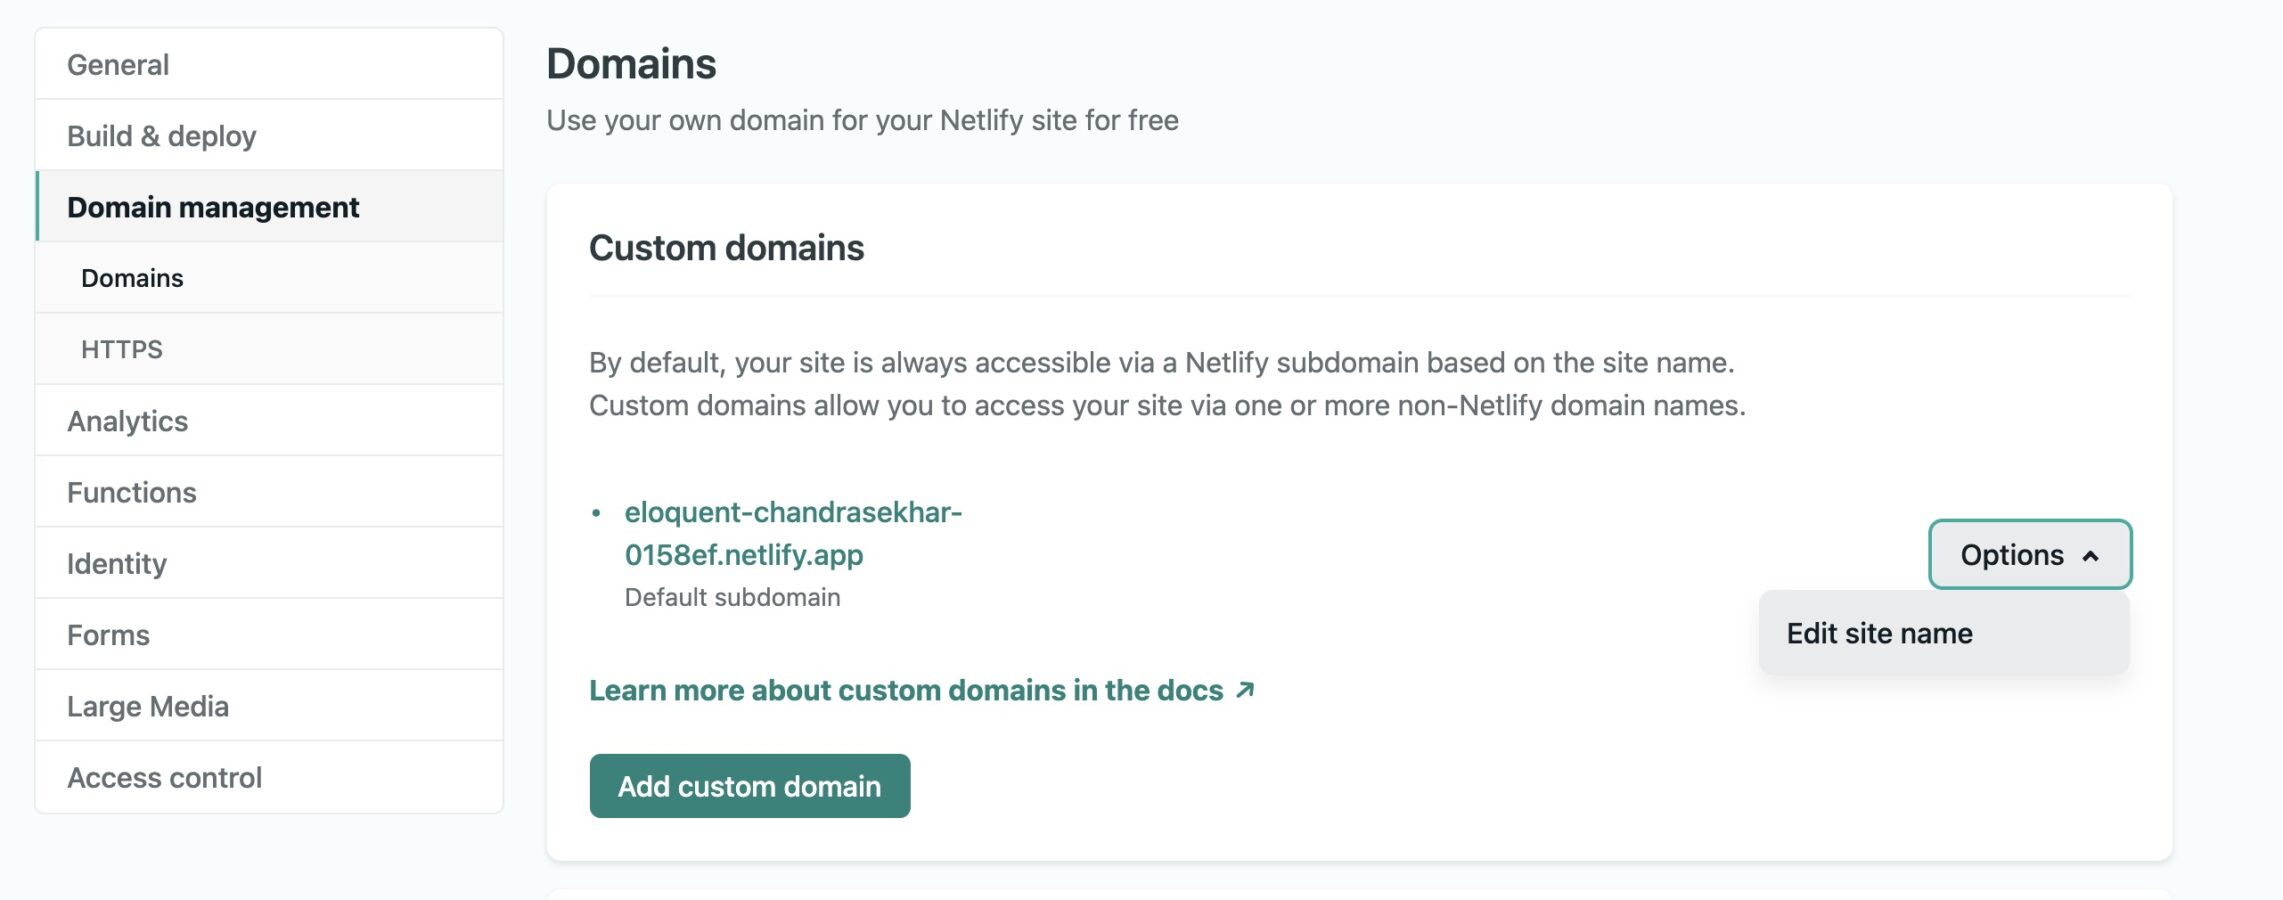 General
Build & deploy
Domain management
Domains
HTTPS
Analytics
Functions
Identity
Forms
Large Media
Access control
Domains
Use your own domain for your Netlify site for free
Custom domains
By default, your site is always accessible via a Netlify subdomain based on the site name.
Custom domains allow you to access your site via one or more non-Netlify domain names.
• eloquent-chandrasekhar-
0158ef.netlify.app
Default subdomain
Options
Edit site name
Learn more about custom domains in the docs ↗
Add custom domain